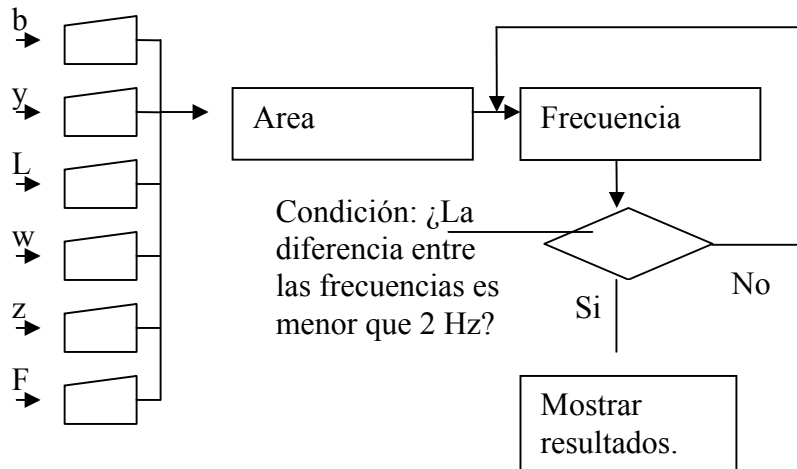 b
y
L
w
z
F
Area
Frecuencia
Condición: ¿La
diferencia entre
las frecuencias es
menor que 2 Hz?
Si
No
Mostrar
resultados.